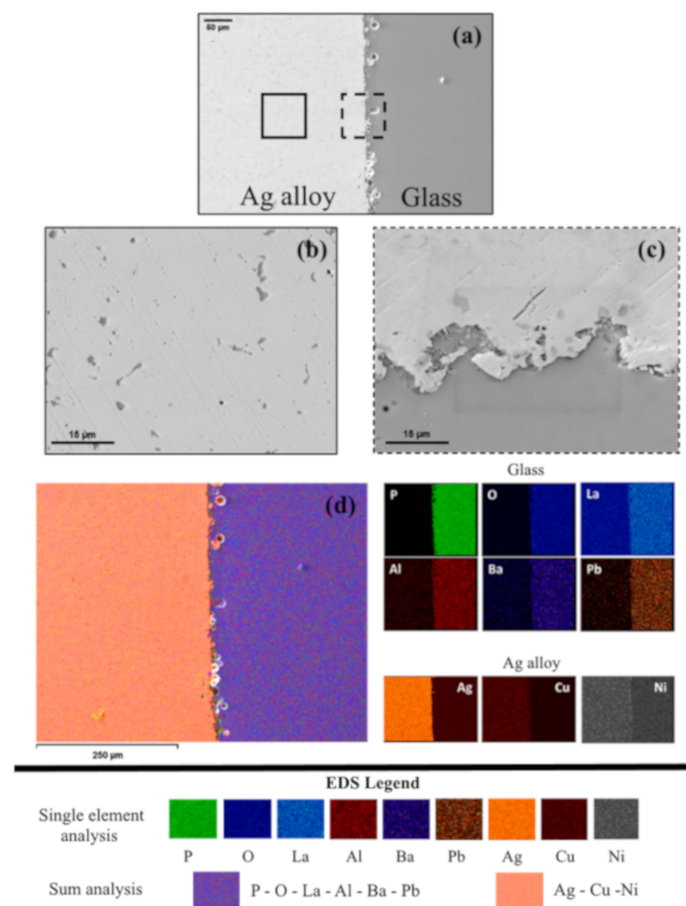 50 µm
(a)
Ag alloy
Glass
(b)
15 µm
(c)
15 µm
(d)
250 µm
Glass
P
O
La
Al
Ba
Pb
Ag alloy
Ag
Cu
Ni
EDS Legend
Single element
analysis
P O La Al Ba Pb Ag Cu Ni
Sum analysis
P - O - La - Al - Ba - Pb
Ag - Cu -Ni